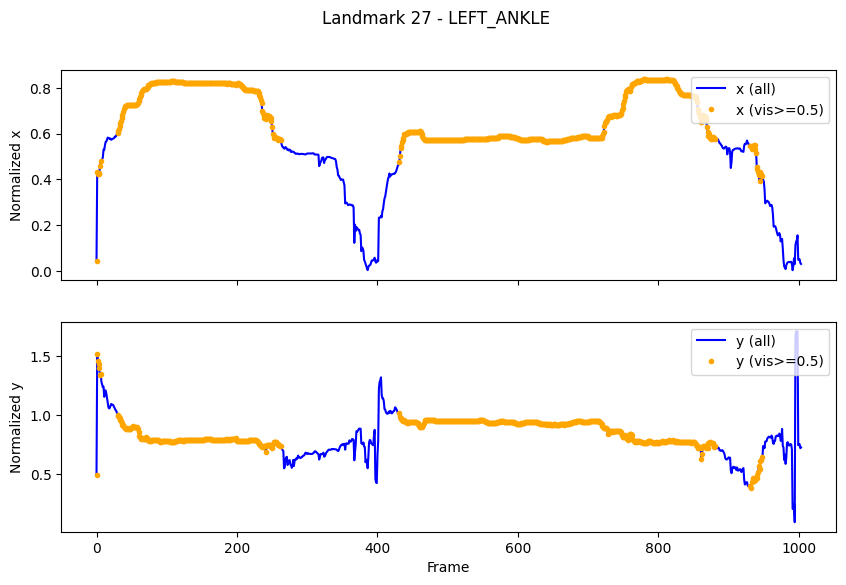 Landmark 27 - LEFT_ANKLE
0.8
0.6
0.4
0.2
0.0
Normalized x
x (all)
x (vis>=0.5)
1.5
1.0
0.5
Normalized y
y (all)
y (vis>=0.5)
0
200
400
600
800
1000
Frame